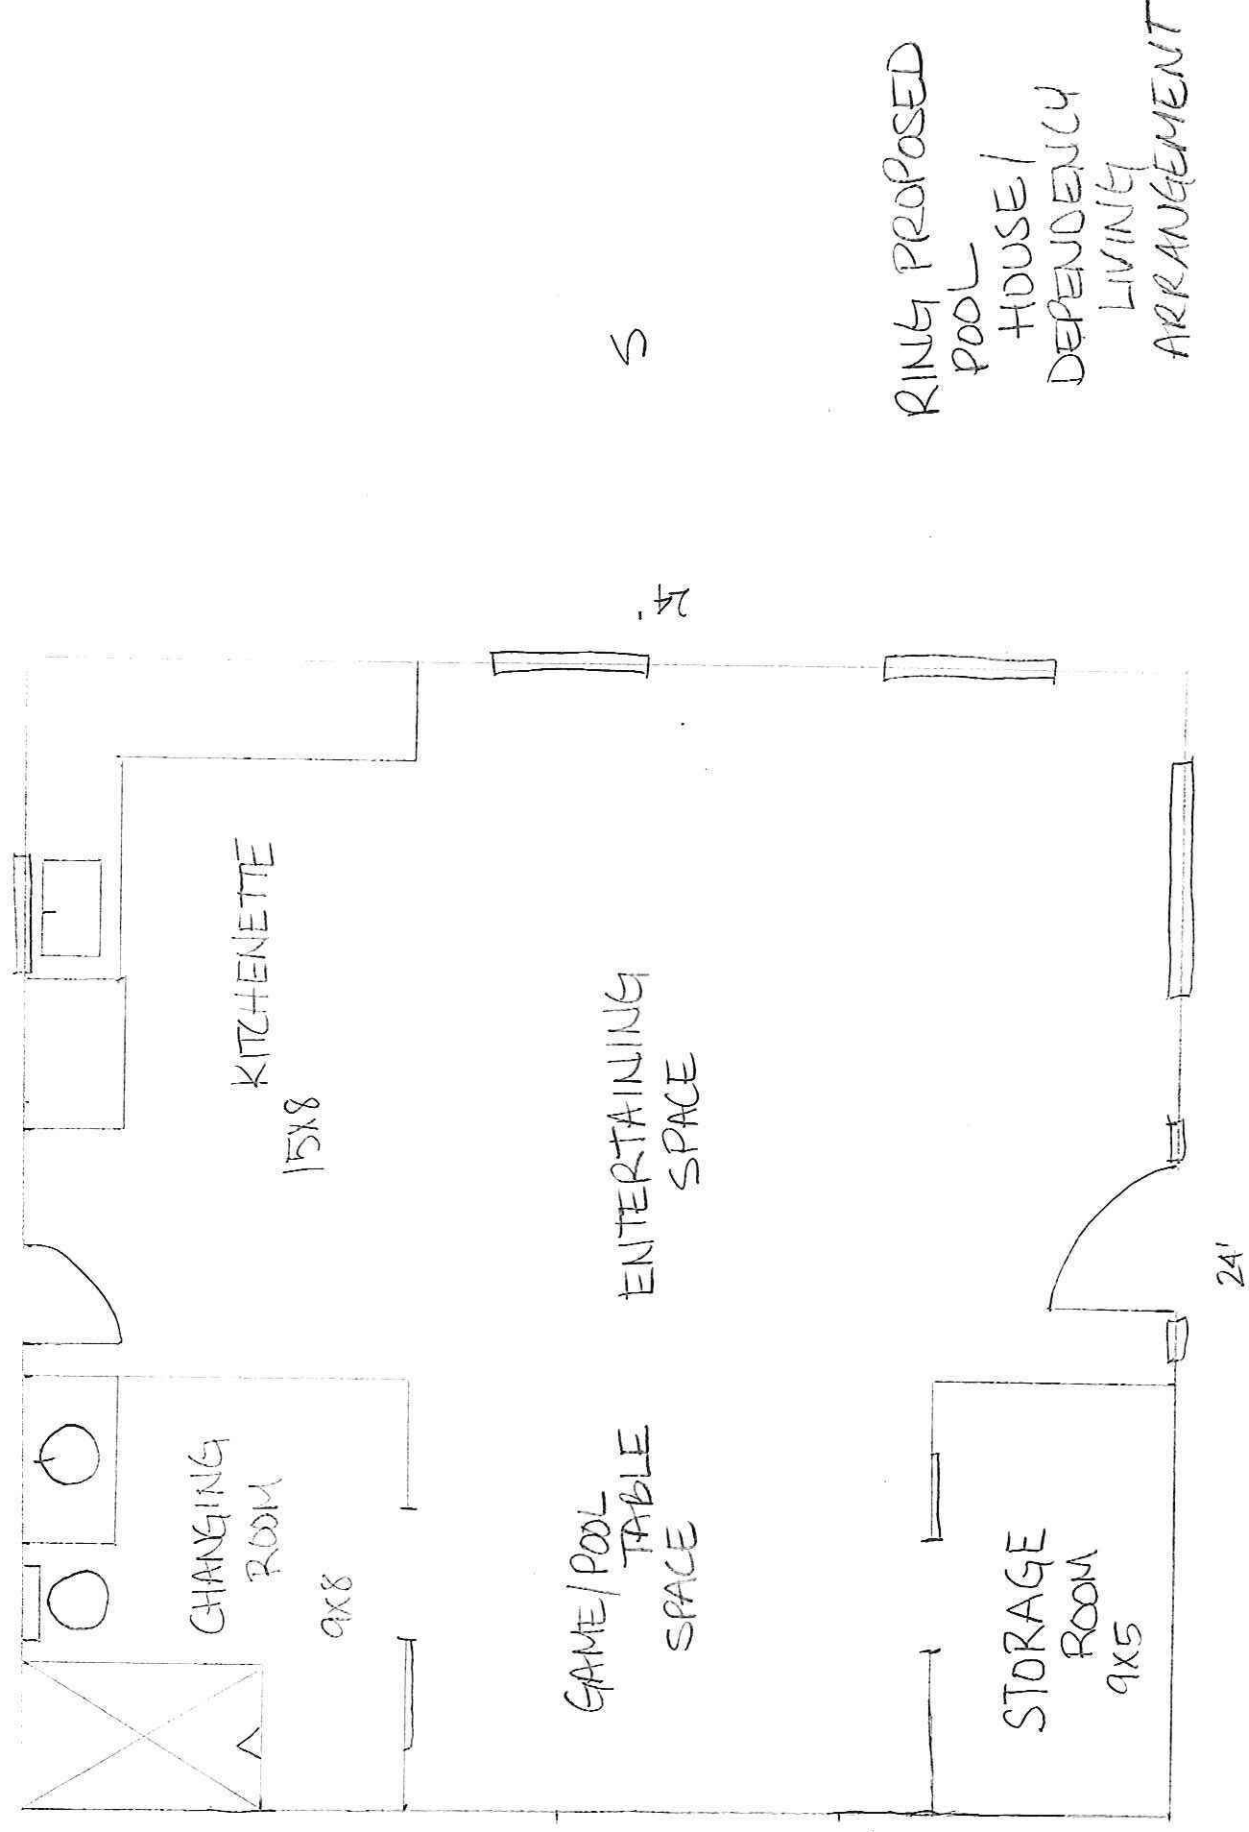 CHANGING
ROOM
9X8
KITCHENETTE
15X8
GAME/POOL
TABLE
SPACE
ENTERTAINING
SPACE
STORAGE
ROOM
9X5
24'
RING PROPOSED
POOL
HOUSE/
DEPENDENCY
LIVING
ARRANGEMENT